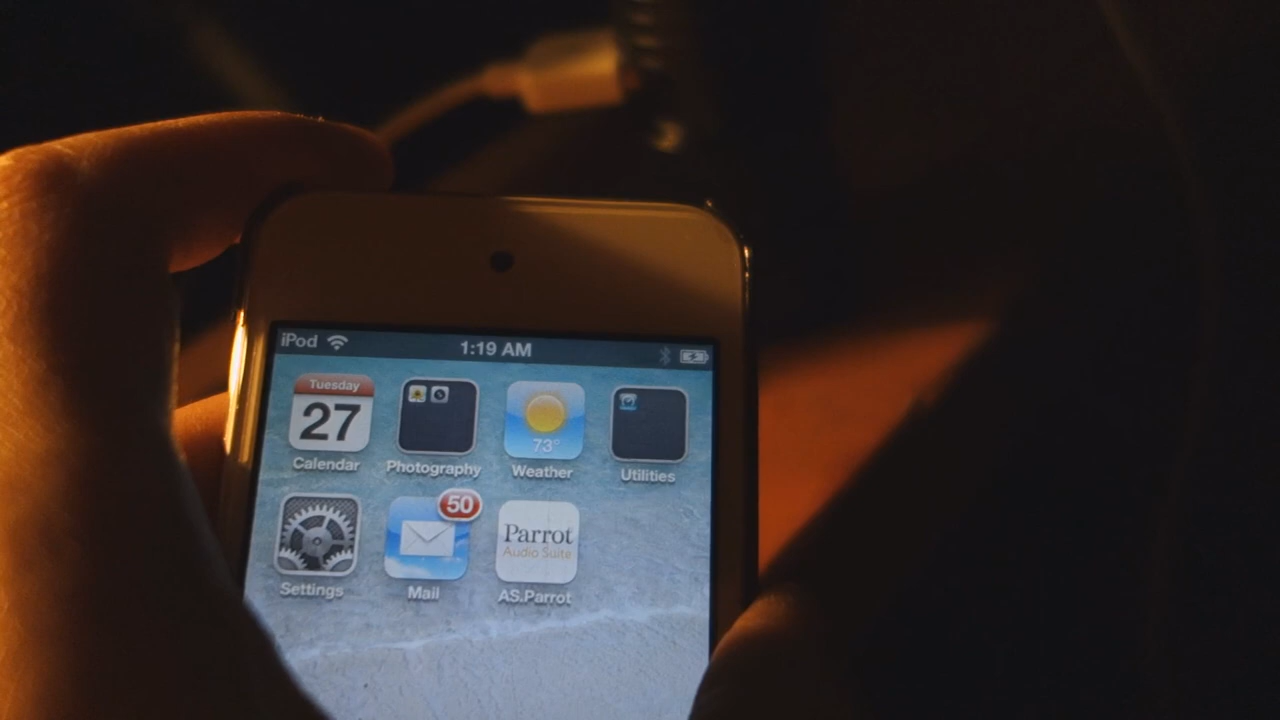 iPod 1:19 AM
Tuesday
27
73°
Calendar Photography Weather Utilities
50
Parrot
Audio Suite
Settings Mail AS.Parrot